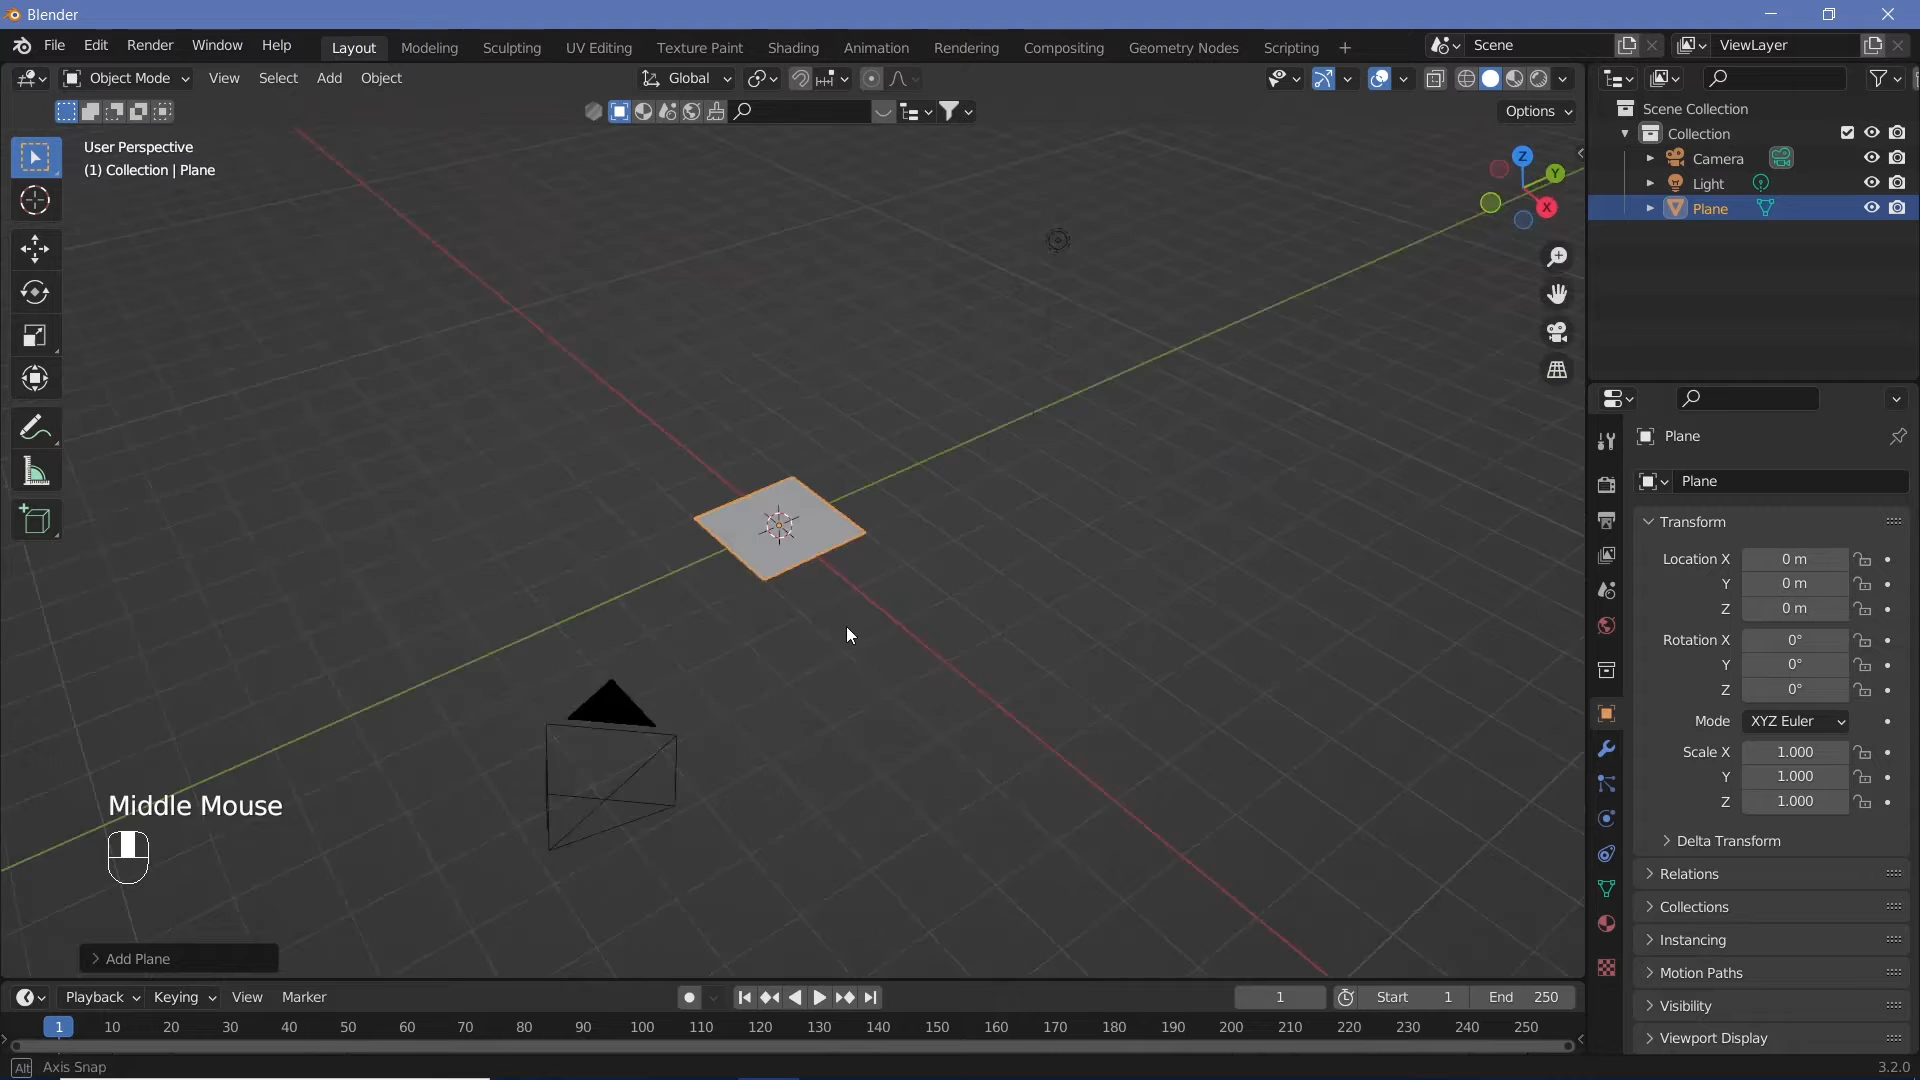 Blender
File Edit Render Window Help
Layout Modeling Sculpting UV Editing Texture Paint Shading Animation Rendering Compositing Geometry Nodes Scripting +
Scene
ViewLayer
Object Mode View Select Add Object
Global
Options
User Perspective
(1) Collection | Plane
Z
Y
X
Scene Collection
Collection
Camera
Light
Plane
Plane
Plane
Transform
Location X 0 m
Y 0 m
Z 0 m
Rotation X 0°
Y 0°
Z 0°
Mode XYZ Euler
Scale X 1.000
Y 1.000
Z 1.000
Delta Transform
Relations
Collections
Instancing
Motion Paths
Visibility
Viewport Display
Middle Mouse
Add Plane
Playback Keying View Marker
1
Start 1
End 250
1 10 20 30 40 50 60 70 80 90 100 110 120 130 140 150 160 170 180 190 200 210 220 230 240 250
Alt Axis Snap
3.2.0